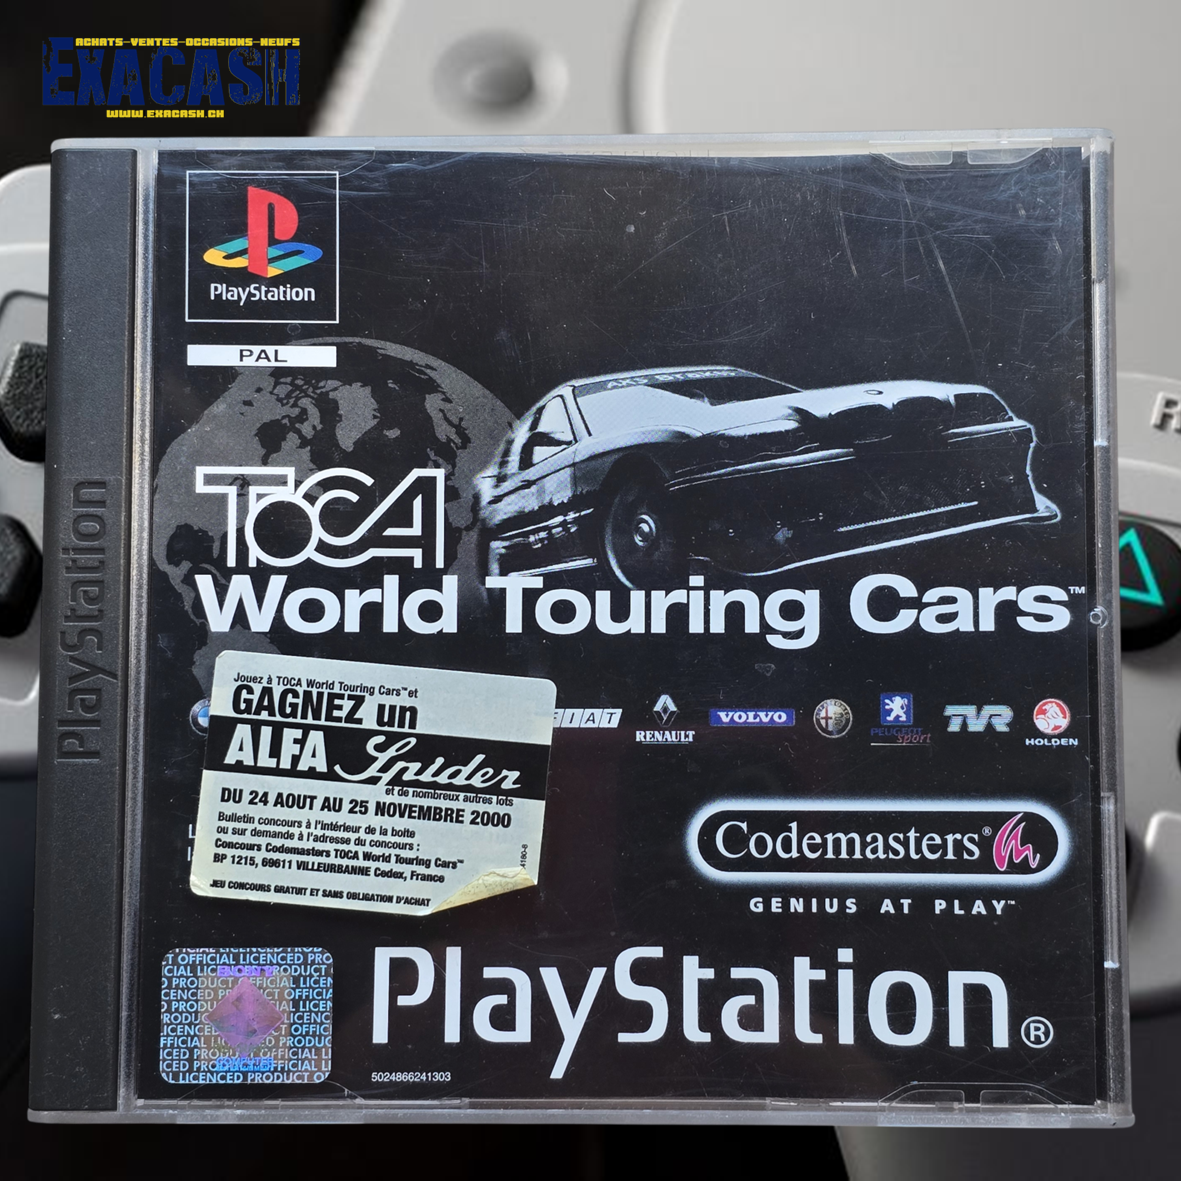 ACHATS-VENTES-OCCASIONS-NEUFS
EXACASH
WWW.EXACASH.CH
PlayStation
PlayStation
PAL
TOCA
World Touring Cars™
Jouez à TOCA World Touring Cars™ et
GAGNEZ un
ALFA Spider
et de nombreux autres lots
DU 24 AOUT AU 25 NOVEMBRE 2000
Bulletin concours à l'intérieur de la boite
ou sur demande à l'adresse du concours :
Concours Codemasters TOCA World Touring Cars™
BP 1215, 69611 VILLEURBANNE Cedex, France
JEU CONCOURS GRATUIT ET SANS OBLIGATION D'ACHAT
FIAT
RENAULT
VOLVO
PEUGEOT
sport
TVR
HOLDEN
Codemasters®
GENIUS AT PLAY™
OFFICIAL LICENCED PRODUCT
PlayStation®
5024866241303